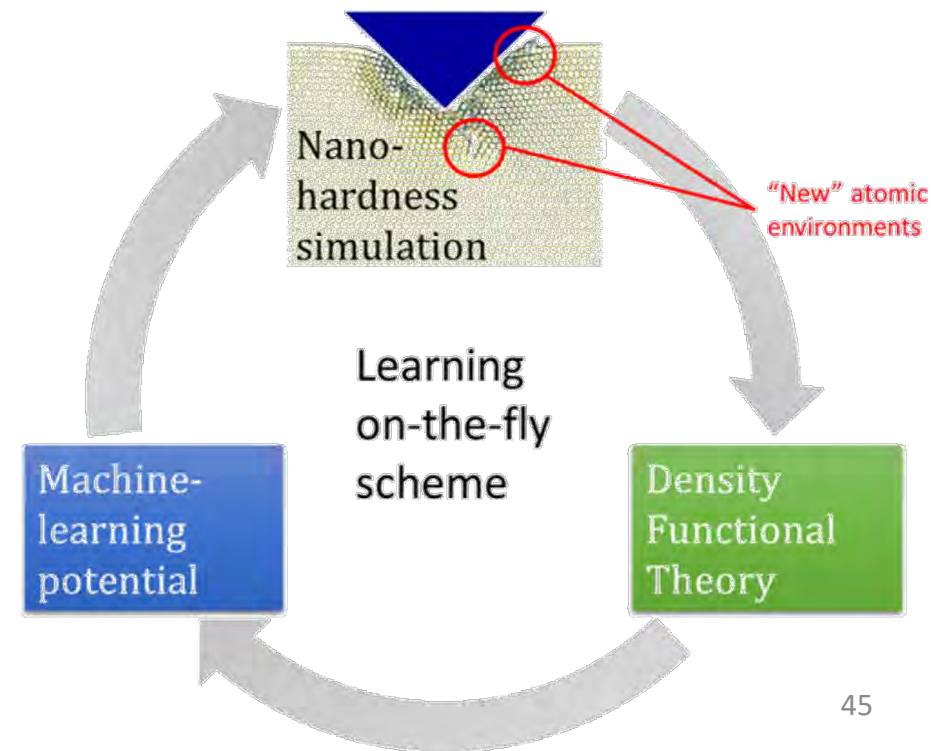 Nano-
hardness
simulation
“New” atomic
environments
Learning
on-the-fly
scheme
Machine-
learning
potential
Density
Functional
Theory
45